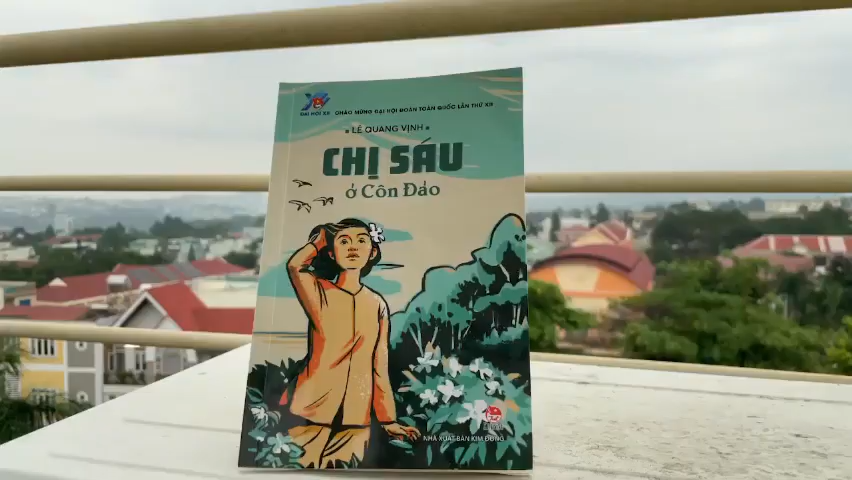 ĐẠI HỘI XII CHÀO MỪNG ĐẠI HỘI ĐOÀN TOÀN QUỐC LẦN THỨ XII
LÊ QUANG VỊNH
CHỊ SÁU
ở Côn Đảo
NHÀ XUẤT BẢN KIM ĐỒNG